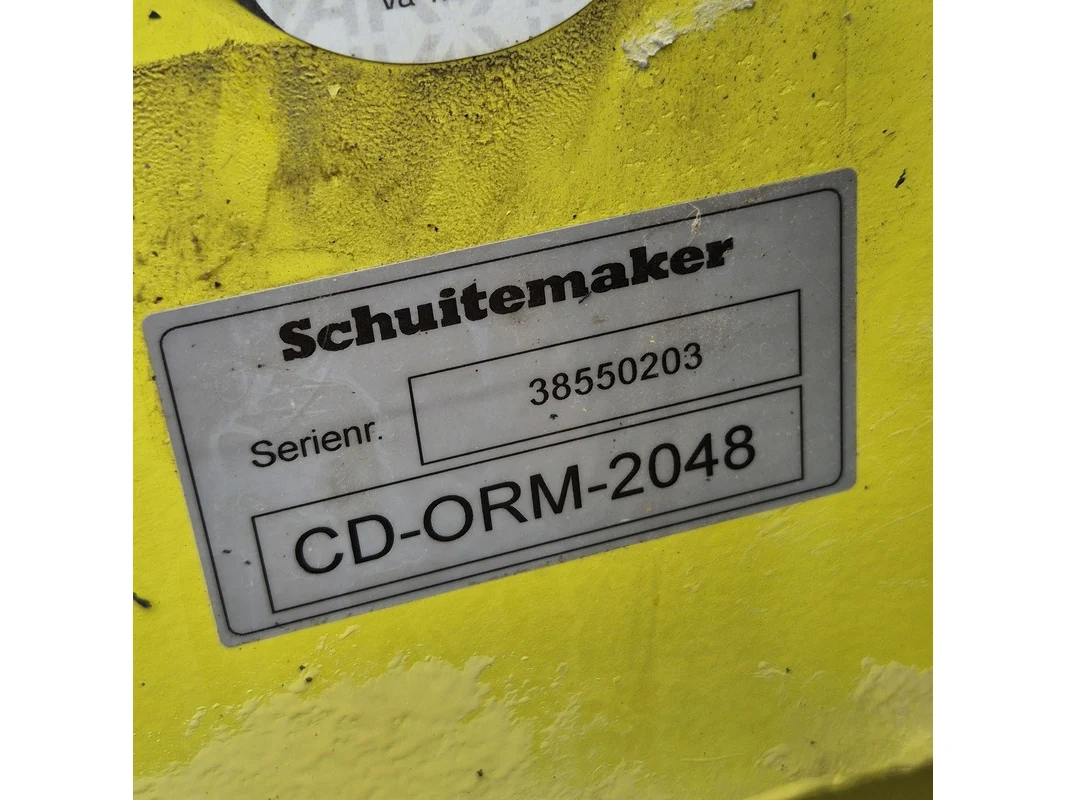 Schuitemaker
Serienr. 38550203
CD-ORM-2048